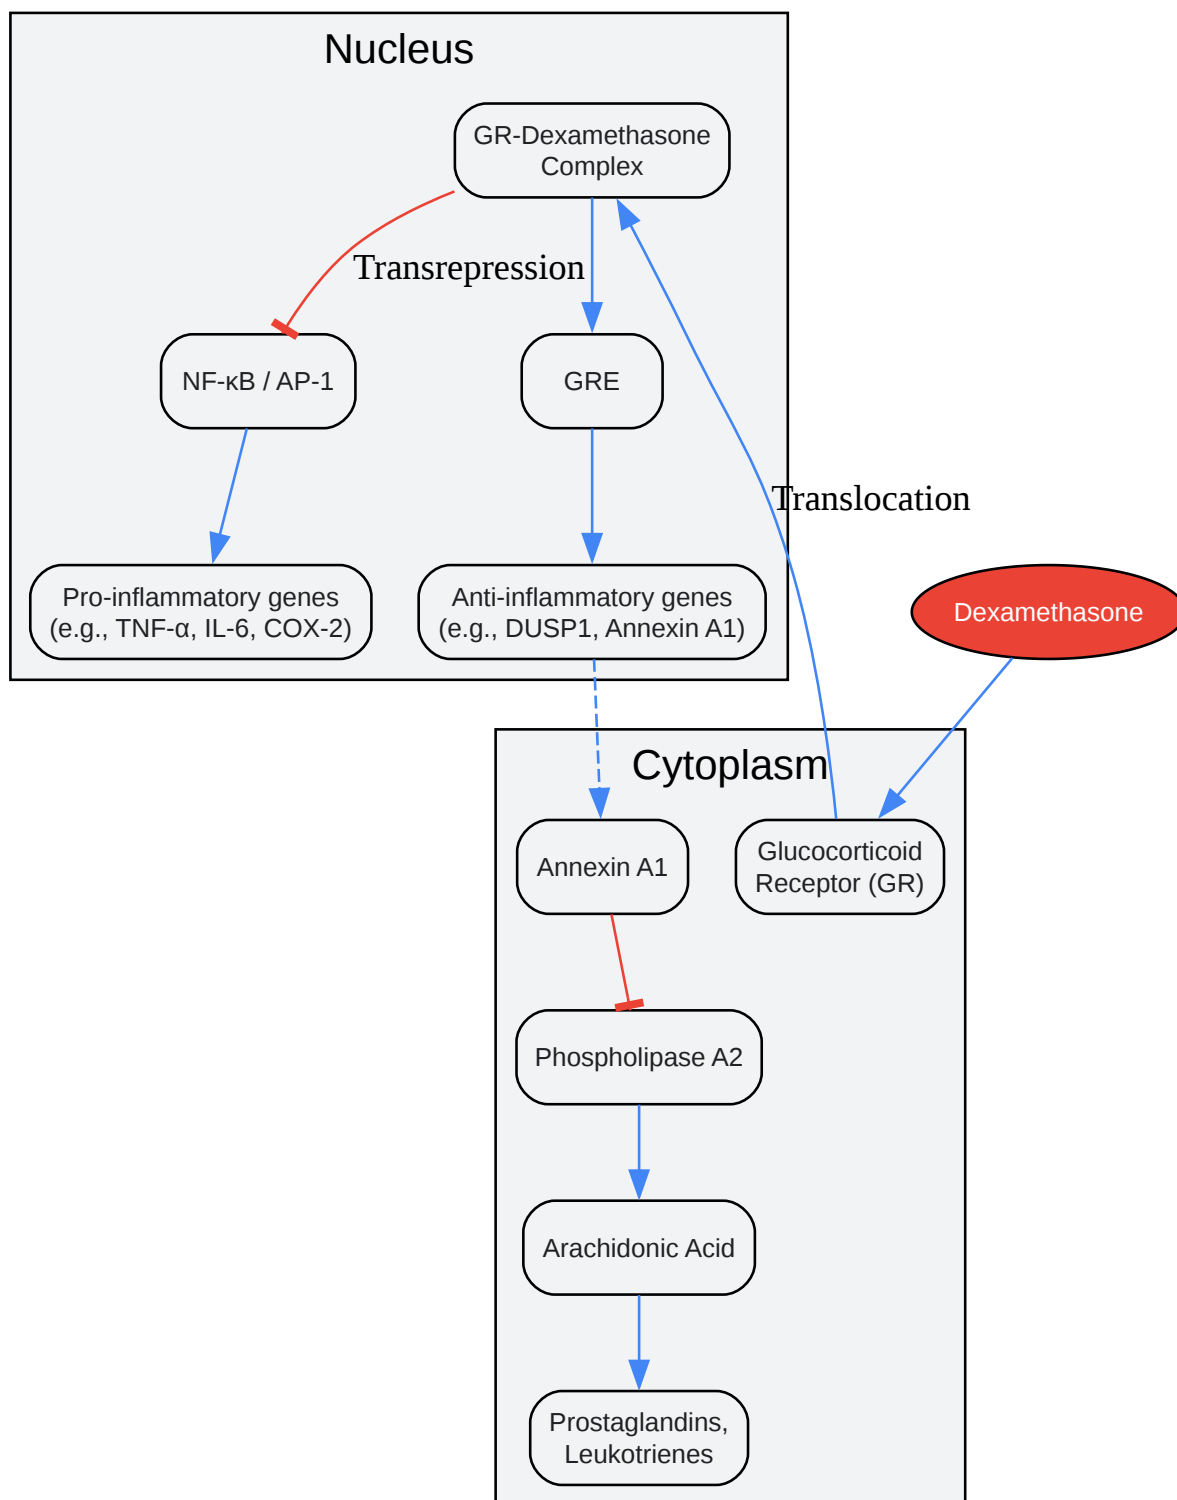 Nucleus
GR-Dexamethasone
Complex
Transrepression
NF-κB / AP-1
GRE
Translocation
Pro-inflammatory genes
(e.g., TNF-α, IL-6, COX-2)
Anti-inflammatory genes
(e.g., DUSP1, Annexin A1)
Dexamethasone
Cytoplasm
Annexin A1
Glucocorticoid
Receptor (GR)
Phospholipase A2
Arachidonic Acid
Prostaglandins,
Leukotrienes